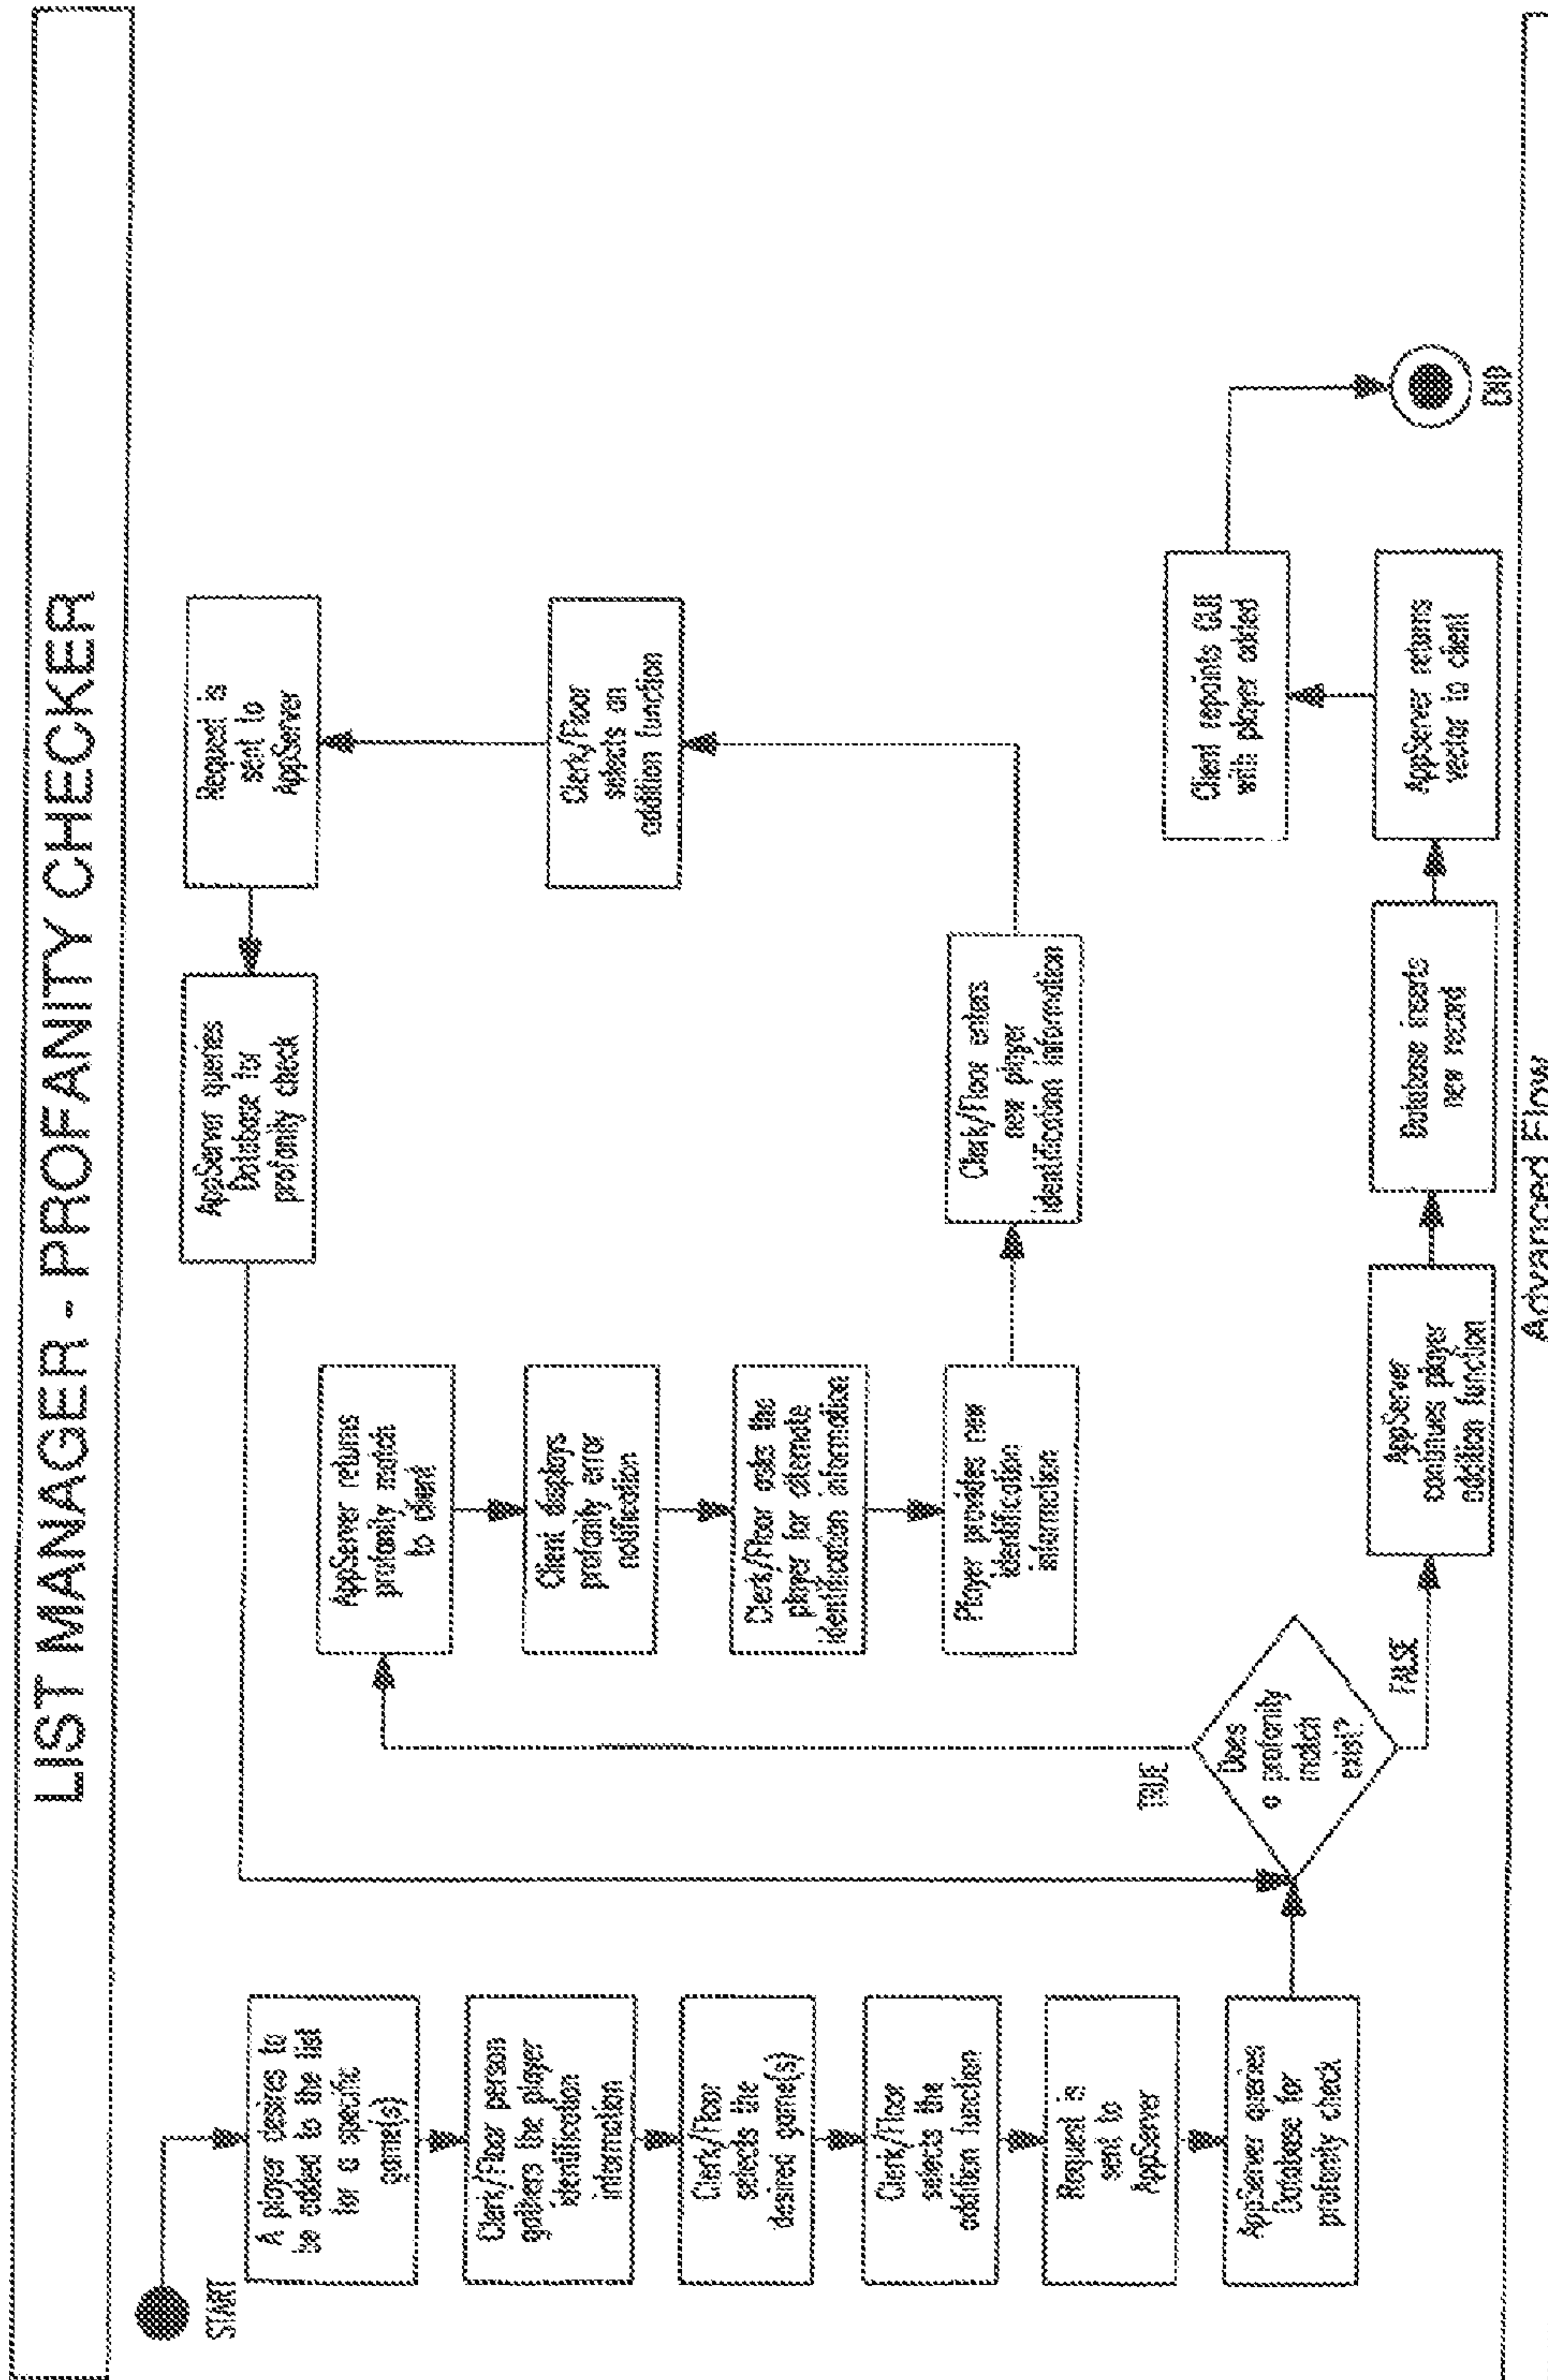 LIST MANAGER - PROFANITY CHECKER
START
A player desires to
be added to the list
for a specific
game(s)
Clerk/Floor person
gathers the player
identification
information
Clerk/Floor
selects the
desired game(s)
Clerk/Floor
selects the
addition function
Request is
sent to
AppServer
AppServer queries
Database for
profanity check
Does
a profanity
match
exist?
TRUE
FALSE
AppServer returns
profanity match
to client
Client displays
profanity error
notification
Clerk/Floor asks the
player for alternate
identification information
Player provides new
identification
information
Clerk/Floor enters
new player
identification information
Clerk/Floor
selects an
addition function
Request is
sent to
AppServer
AppServer queries
Database for
profanity check
AppServer
continues player
addition function
Database inserts
new record
AppServer returns
vector to client
Client repaints GUI
with player added
END
Advanced Flow